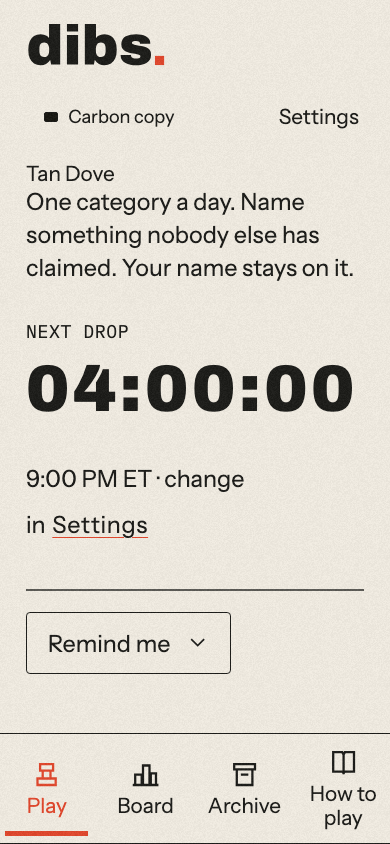 dibs.
Carbon copy
Settings
Tan Dove
One category a day. Name
something nobody else has
claimed. Your name stays on it.
NEXT DROP
04:00:00
9:00 PM ET · change
in Settings
Remind me
Play
Board
Archive
How to
play